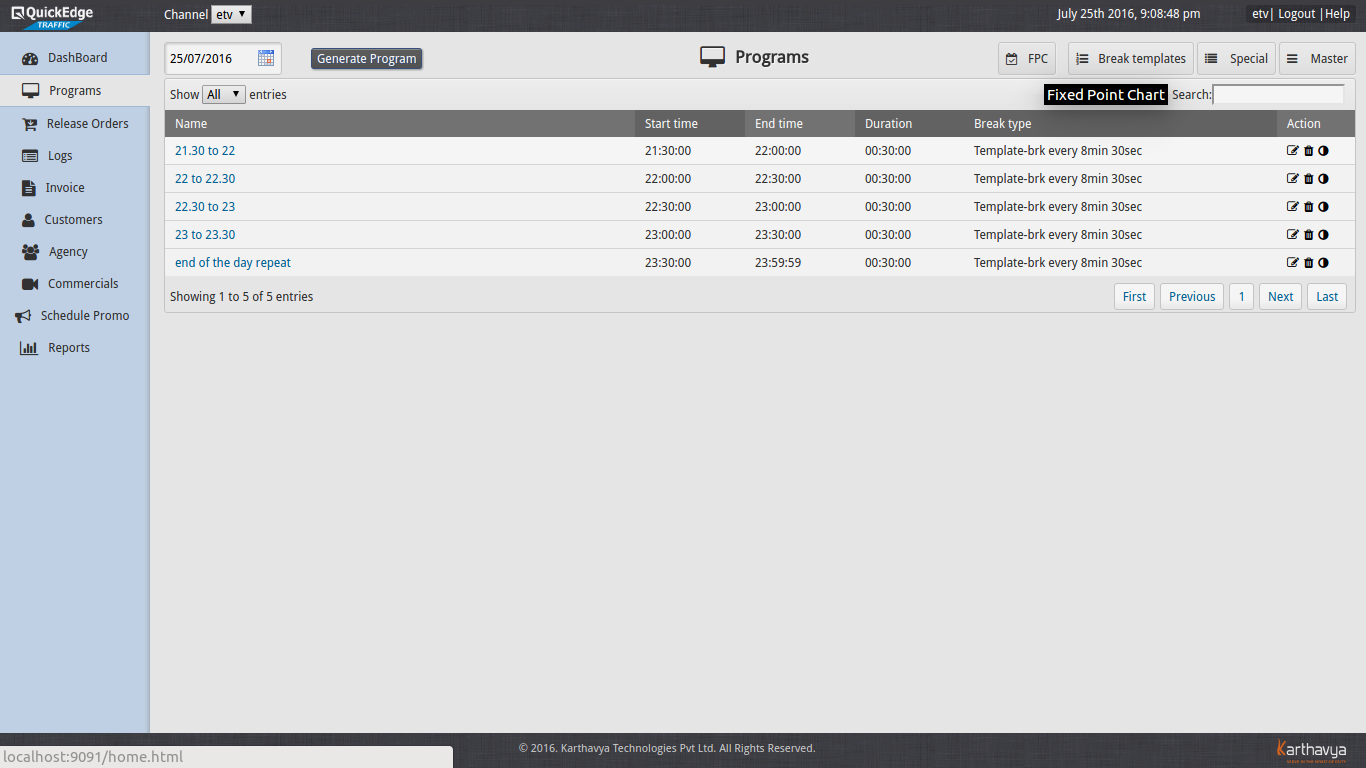 QuickEdge Channel etv July 25th 2016, 9:08:48 pm etv| Logout |Help
TRAFFIC
DashBoard
Programs
Release Orders
Logs
Invoice
Customers
Agency
Commercials
Schedule Promo
Reports
25/07/2016 Generate Program Programs FPC Break templates Special Master
Show All entries Fixed Point Chart Search:
Name Start time End time Duration Break type Action
21.30 to 22 21:30:00 22:00:00 00:30:00 Template-brk every 8min 30sec
22 to 22.30 22:00:00 22:30:00 00:30:00 Template-brk every 8min 30sec
22.30 to 23 22:30:00 23:00:00 00:30:00 Template-brk every 8min 30sec
23 to 23.30 23:00:00 23:30:00 00:30:00 Template-brk every 8min 30sec
end of the day repeat 23:30:00 23:59:59 00:30:00 Template-brk every 8min 30sec
Showing 1 to 5 of 5 entries First Previous 1 Next Last
© 2016. Karthavya Technologies Pvt Ltd. All Rights Reserved.
Karthavya
SERVE IN THE SPIRIT OF DUTY
localhost:9091/home.html